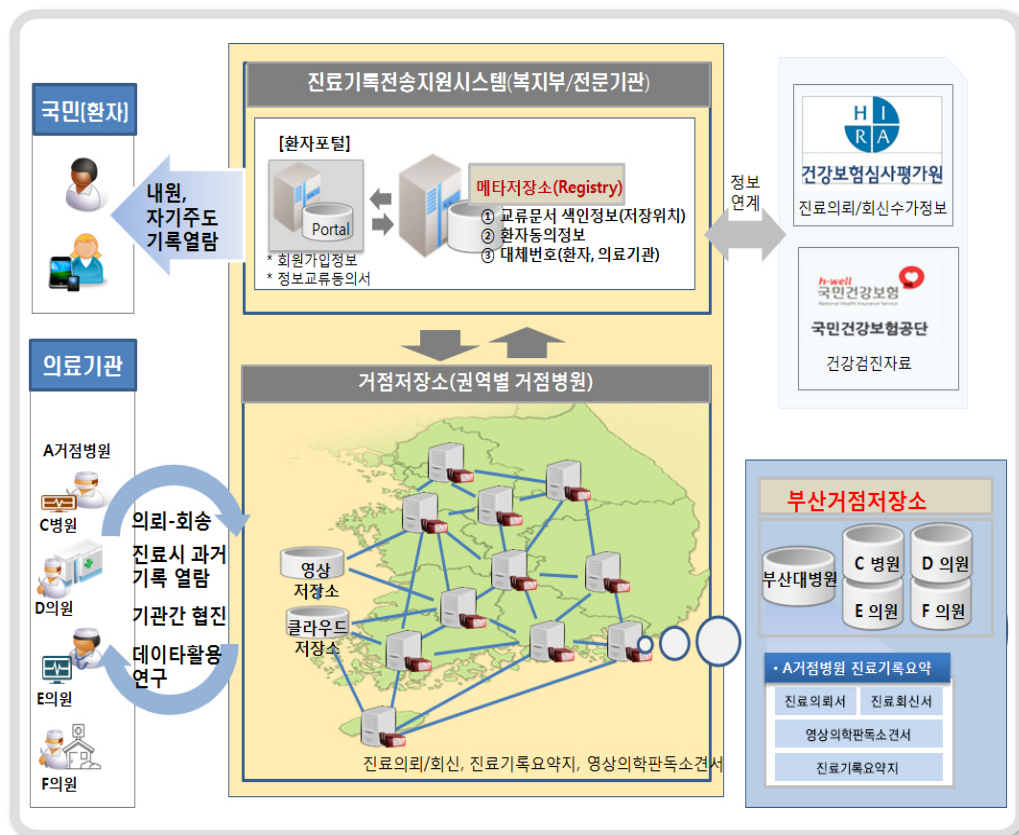 진료기록전송지원시스템(복지부/전문기관)
국민(환자)
내원,
자기주도
기록열람
[환자포털]
Portal
* 회원가입정보
* 정보교류동의서
메타저장소(Registry)
① 교류문서 색인정보(저장위치)
② 환자동의정보
③ 대체번호(환자, 의료기관)
정보
연계
H I
R A
건강보험심사평가원
진료의뢰/회신수가정보
h·well
국민건강보험
National Health Insurance Service
국민건강보험공단
건강검진자료
의료기관
A거점병원
C병원
D의원
E의원
F의원
의뢰-회송
진료시 과거
기록 열람
기관간 협진
데이타활용
연구
거점저장소(권역별 거점병원)
영상
저장소
클라우드
저장소
진료의뢰/회신, 진료기록요약지, 영상의학판독소견서
부산거점저장소
부산대병원
C 병원
D 의원
E 의원
F 의원
• A거점병원 진료기록요약
진료의뢰서
진료회신서
영상의학판독소견서
진료기록요약지